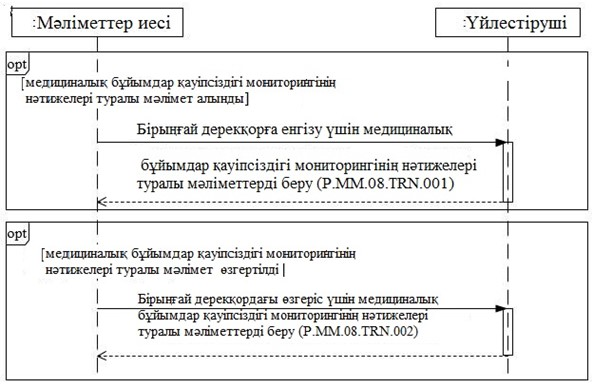 :Мәліметтер иесі
:Үйлестіруші
opt
[медициналық бұйымдар қауіпсіздігі мониторингінің
нәтижелері туралы мәлімет алынды]
Бірыңғай дерекқорға енгізу үшін медициналық
бұйымдар қауіпсіздігі мониторингінің нәтижелері
туралы мәліметтерді беру (P.MM.08.TRN.001)
opt
[медициналық бұйымдар қауіпсіздігі мониторингінің
нәтижелері туралы мәлімет өзгертілді]
Бірыңғай дерекқордағы өзгеріс үшін медициналық
бұйымдар қауіпсіздігі мониторингінің нәтижелері
туралы мәліметтерді беру (P.MM.08.TRN.002)